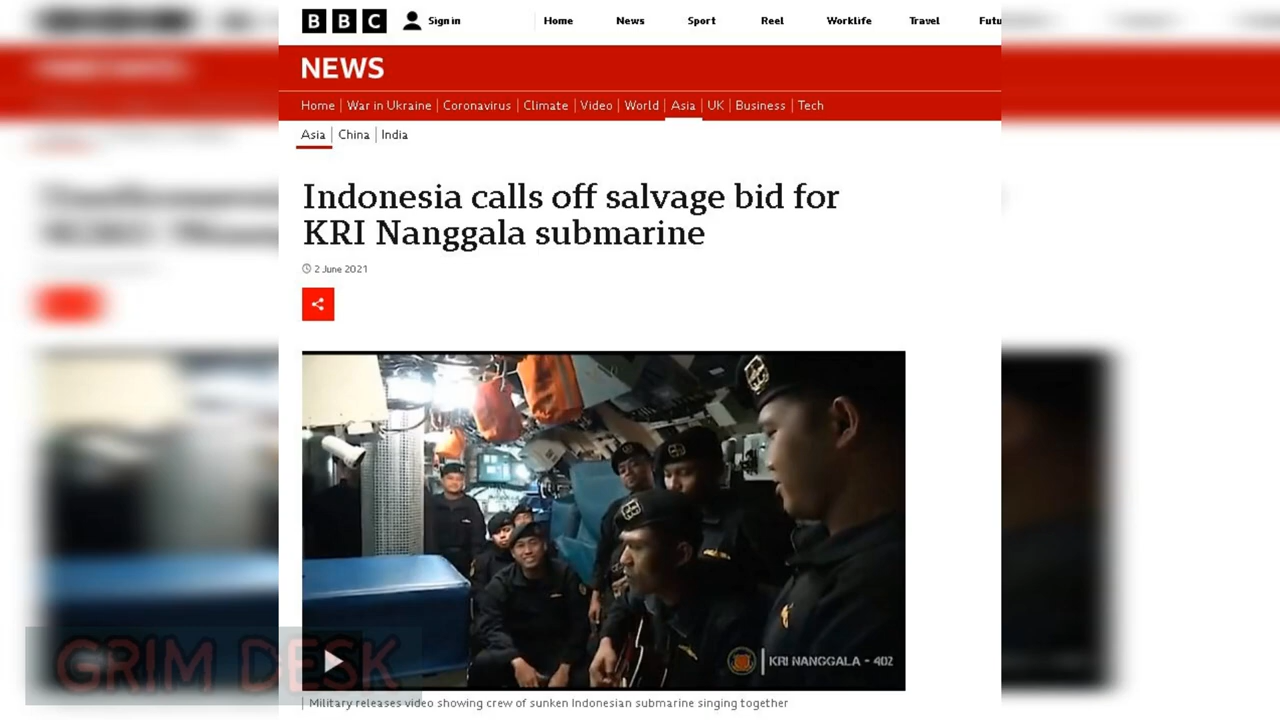 BBC Sign in Home News Sport Reel Worklife Travel Futu
NEWS
Home War in Ukraine Coronavirus Climate Video World Asia UK Business Tech
Asia China India
Indonesia calls off salvage bid for
KRI Nanggala submarine
2 June 2021
KRI NANGGALA - 402
GRIM DESK
Military releases video showing crew of sunken Indonesian submarine singing together